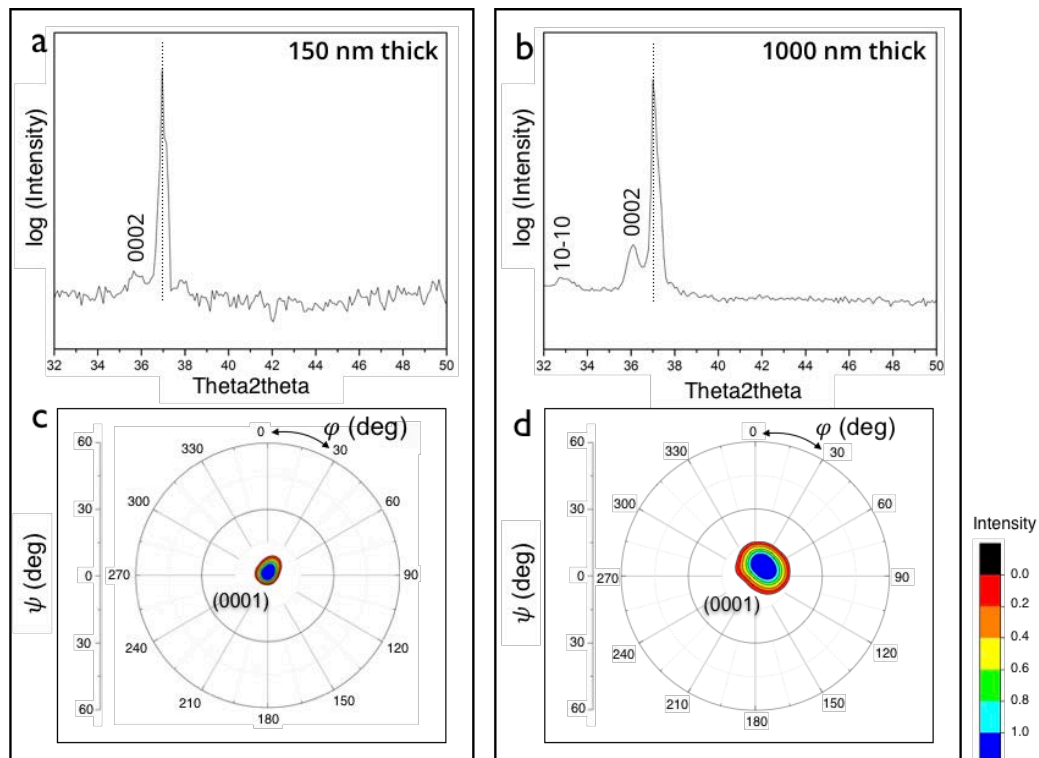 a
150 nm thick
log (Intensity)
0002
32 34 36 38 40 42 44 46 48 50
Theta2theta
b
1000 nm thick
log (Intensity)
10-10
0002
32 34 36 38 40 42 44 46 48 50
Theta2theta
c
φ (deg)
ψ (deg)
60
30
0
30
60
0
30
60
90
120
150
180
210
240
270
300
330
(0001)
d
φ (deg)
ψ (deg)
60
30
0
30
60
0
30
60
90
120
150
180
210
240
270
300
330
(0001)
Intensity
0.0
0.2
0.4
0.6
0.8
1.0